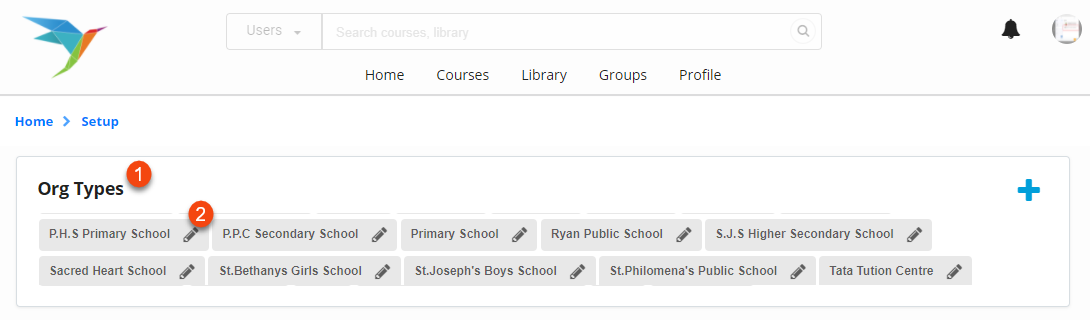 Users
Search courses, library
Home Courses Library Groups Profile
Home Setup
1
Org Types
2
P.H.S Primary School P.P.C Secondary School Primary School Ryan Public School S.J.S Higher Secondary School
Sacred Heart School St.Bethanys Girls School St.Joseph's Boys School St.Philomena's Public School Tata Tution Centre